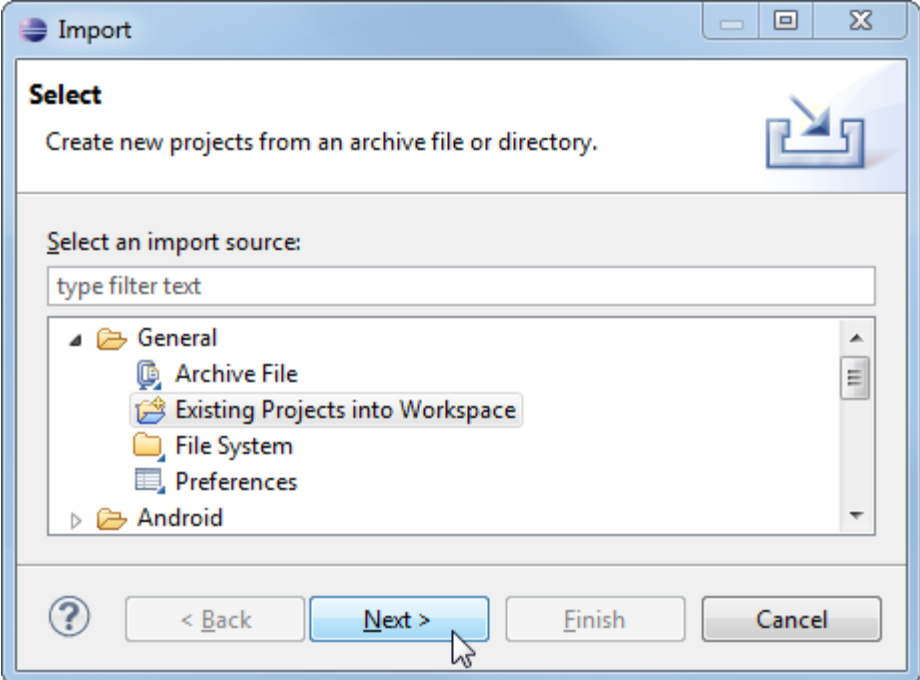 Import
Select
Create new projects from an archive file or directory.
Select an import source:
type filter text
General
Archive File
Existing Projects into Workspace
File System
Preferences
Android
? < Back Next > Finish Cancel